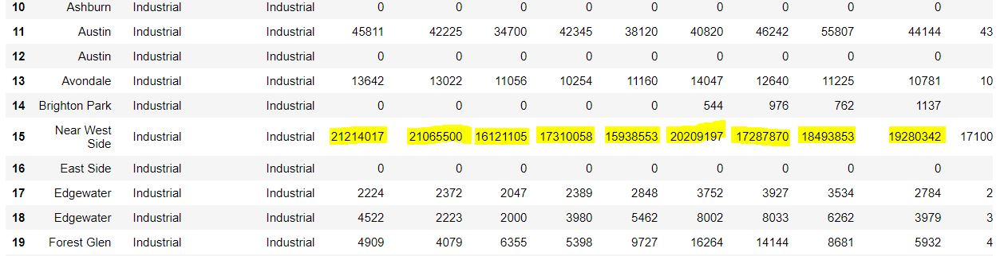 10 Ashburn Industrial Industrial 0 0 0 0 0 0 0 0 0
11 Austin Industrial Industrial 45811 42225 34700 42345 38120 40820 46242 55807 44144 43
12 Austin Industrial Industrial 0 0 0 0 0 0 0 0 0
13 Avondale Industrial Industrial 13642 13022 11056 10254 11160 14047 12640 11225 10781 10
14 Brighton Park Industrial Industrial 0 0 0 0 0 544 976 762 1137
15 Near West Side Industrial Industrial 21214017 21065500 16121105 17310058 15938553 20209197 17287870 18493853 19280342 17100
16 East Side Industrial Industrial 0 0 0 0 0 0 0 0 0
17 Edgewater Industrial Industrial 2224 2372 2047 2389 2848 3752 3927 3534 2784 2
18 Edgewater Industrial Industrial 4522 2223 2000 3980 5462 8002 8033 6262 3979 3
19 Forest Glen Industrial Industrial 4909 4079 6355 5398 9727 16264 14144 8681 5932 4